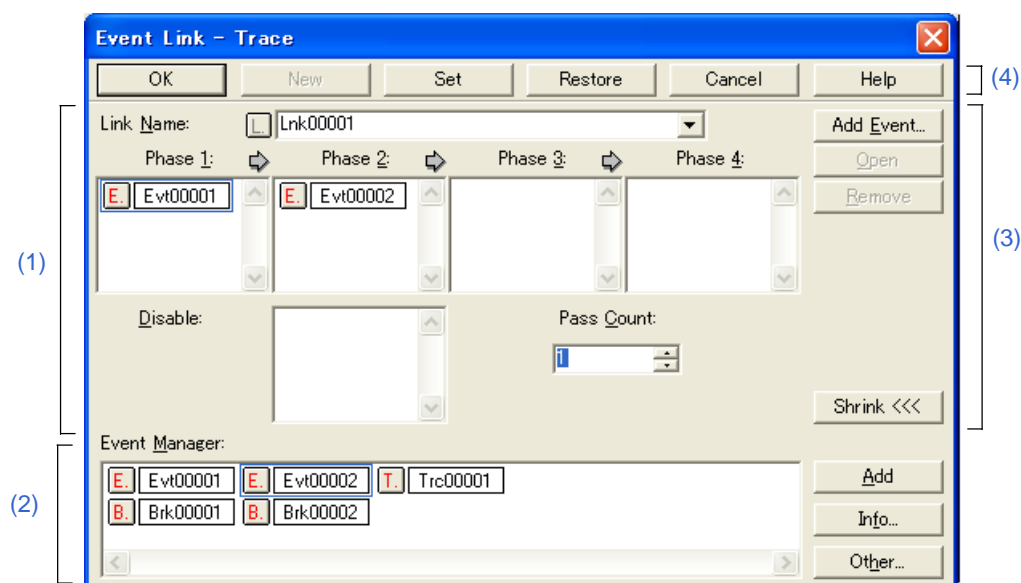 Event Link - Trace
OK New Set Restore Cancel Help
(4)
Link Name: L. Lnk00001 Add Event...
Phase 1: Phase 2: Phase 3: Phase 4: Open
E. Evt00001 E. Evt00002 Remove
(3)
(1)
Disable: Pass Count:
1
Shrink <<<
Event Manager:
E. Evt00001 E. Evt00002 T. Trc00001 Add
(2)
B. Brk00001 B. Brk00002 Info...
Other...